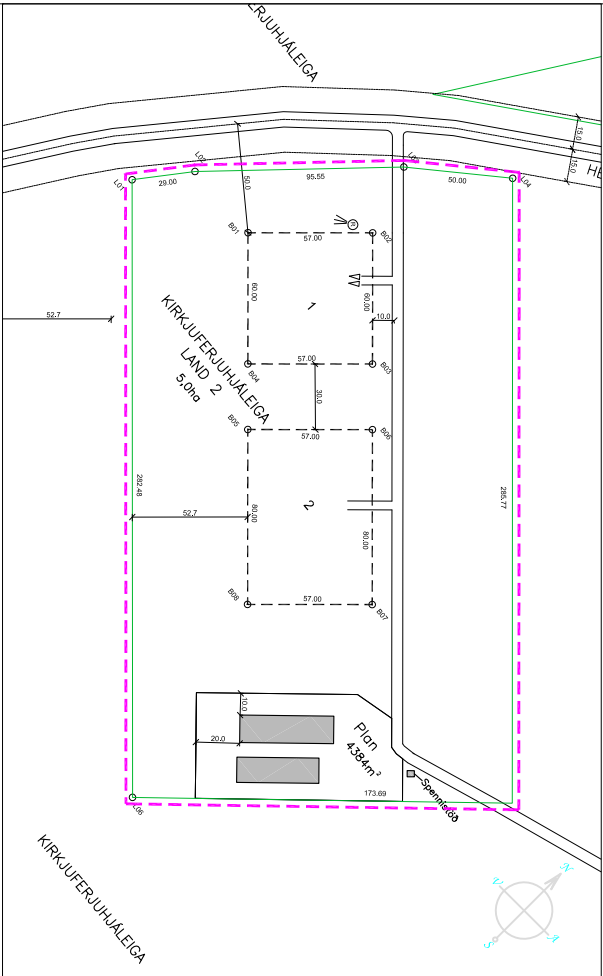 KIRKJUFERJUHJÁLEIGA
15.0
15.0
L02
L01
29.00
95.55
50.00
L04
50.0
B01
57.00
B02
60.00
60.00
10.0
1
52.7
KIRKJUFERJUHJÁLEIGA
LAND 2
5,0ha
57.00
B04
B03
30.0
B05
57.00
B06
282.48
285.77
52.7
80.00
2
80.00
B08
57.00
B07
10.0
20.0
Plan
4384m²
Spennistöð
173.69
L06
KIRKJUFERJUHJÁLEIGA
N
V
A
S